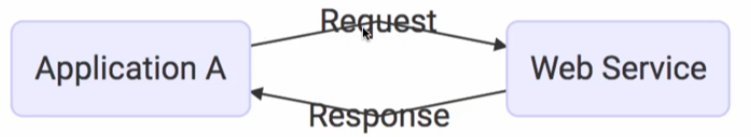 Request
Application A
Web Service
Response